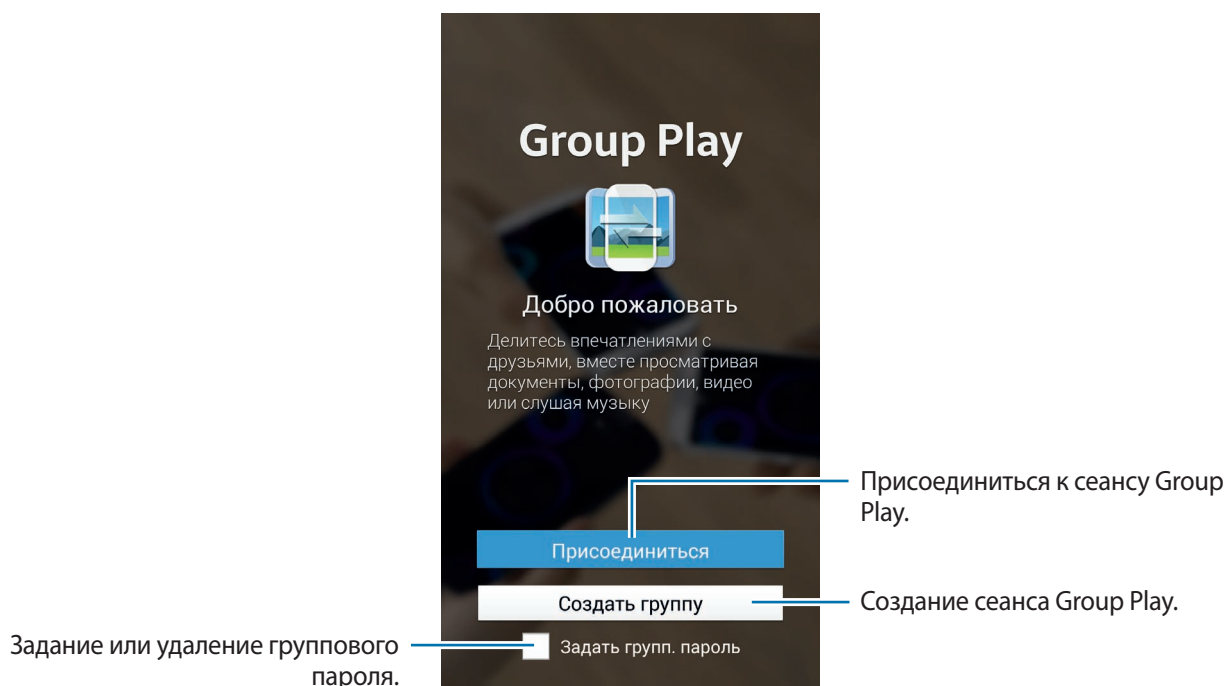 Group Play
Добро пожаловать
Делитесь впечатлениями с
друзьями, вместе просматривая
документы, фотографии, видео
или слушая музыку
Присоединиться к сеансу Group
Play.
Присоединиться
Создать группу
Создание сеанса Group Play.
Задание или удаление группового
пароля.
Задать групп. пароль